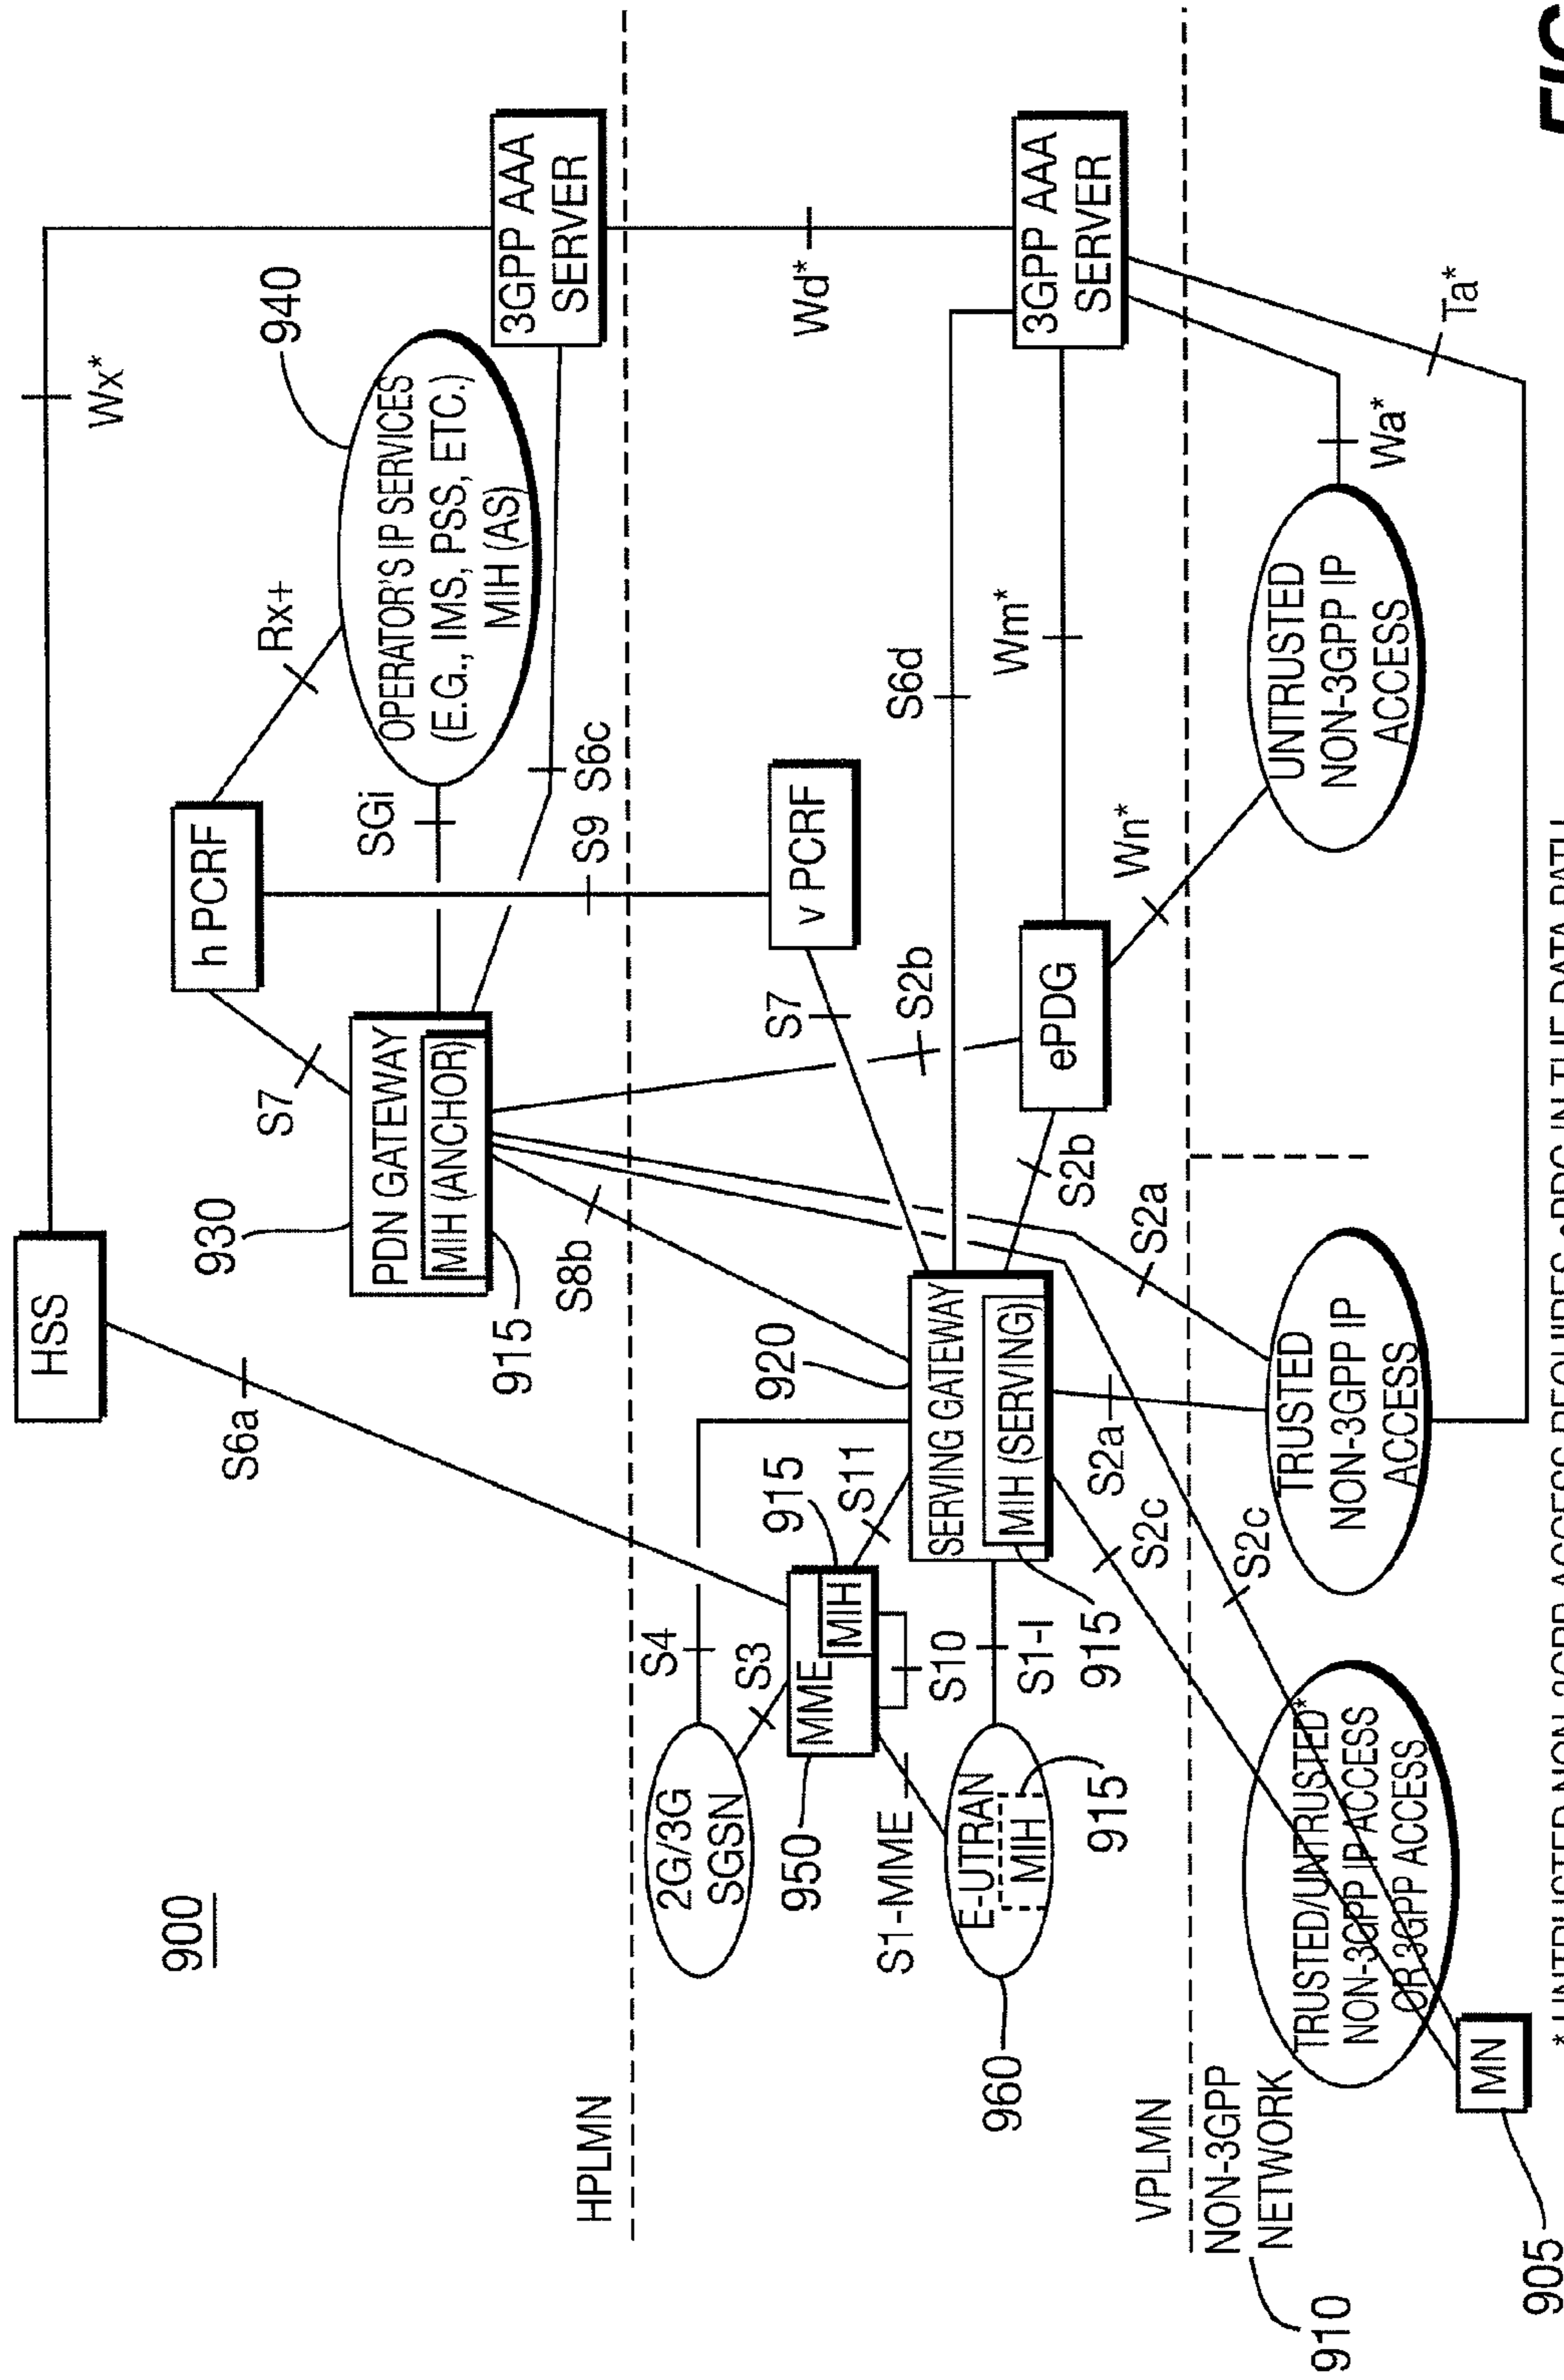 900
HSS
Wx*
S6a
h PCRF
Rx+
940
S7
930
PDN GATEWAY
MIH (ANCHOR)
915
SGi
OPERATOR'S IP SERVICES
(E.G., IMS, PSS, ETC.)
MIH (AS)
3GPP AAA
SERVER
S6c
S9
S8b
HPLMN
2G/3G
SGSN
S4
S3
950
MME
MIH
915
S11
S10
920
SERVING GATEWAY
MIH (SERVING)
915
S7
v PCRF
Wd*
S6d
S2b
Wm*
3GPP AAA
SERVER
S1-MME
E-UTRAN
MIH
915
960
S1-I
S2b
ePDG
Wn*
S2a
S2c
S2a
VPLMN
NON-3GPP
NETWORK
910
S2c
TRUSTED/UNTRUSTED*
NON-3GPP IP ACCESS
OR 3GPP ACCESS
TRUSTED
NON-3GPP IP
ACCESS
UNTRUSTED
NON-3GPP IP
ACCESS
Wa*
Ta*
MN
905